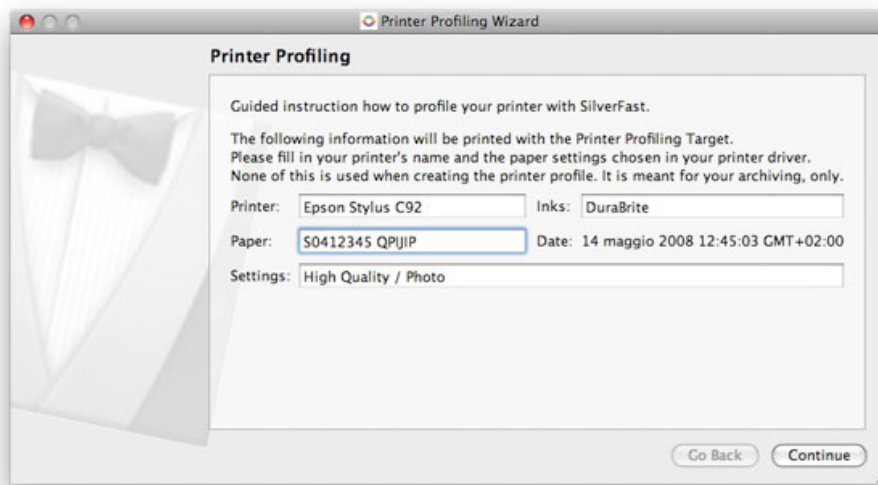 Printer Profiling Wizard
Printer Profiling
Guided instruction how to profile your printer with SilverFast.
The following information will be printed with the Printer Profiling Target.
Please fill in your printer's name and the paper settings chosen in your printer driver.
None of this is used when creating the printer profile. It is meant for your archiving, only.
Printer: Epson Stylus C92 Inks: DuraBrite
Paper: S0412345 QPIJIP Date: 14 maggio 2008 12:45:03 GMT+02:00
Settings: High Quality / Photo
Go Back Continue